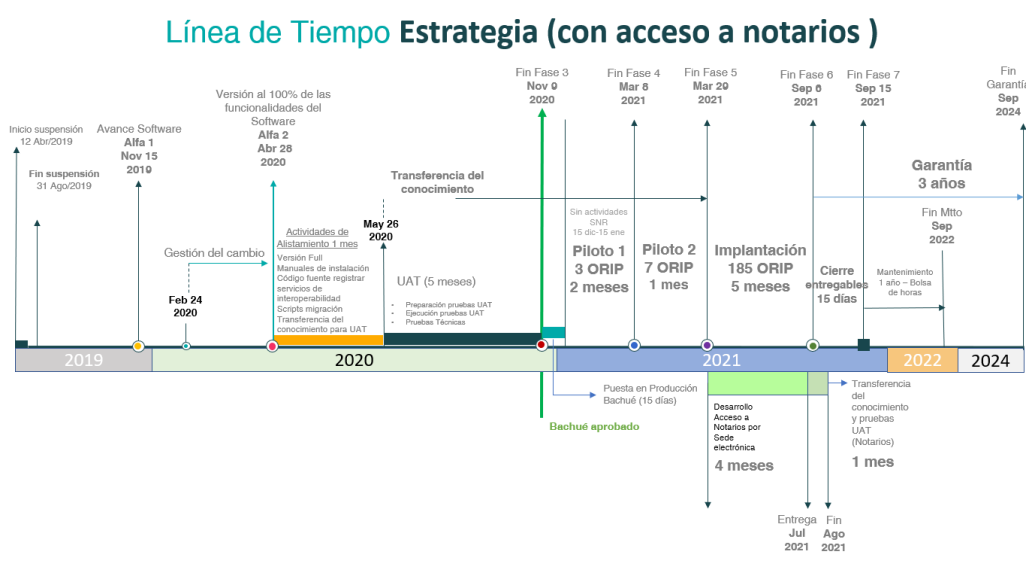 Línea de Tiempo Estrategia (con acceso a notarios )
Inicio suspensión
12 Abr/2019
Fin suspensión
31 Ago/2019
Avance Software
Alfa 1
Nov 15
2019
Gestión del cambio
Feb 24
2020
Versión al 100% de las
funcionalidades del
Software
Alfa 2
Abr 28
2020
Actividades de
Alistamiento 1 mes
Versión Full
Manuales de instalación
Código fuente registrar
servicios de
interoperabilidad
Scripts migración
Transferencia del
conocimiento para UAT
May 26
2020
Transferencia del
conocimiento
UAT (5 meses)
• Preparación pruebas UAT
• Ejecución pruebas UAT
• Pruebas Técnicas
Fin Fase 3
Nov 9
2020
Sin actividades
SNR
15 dic-15 ene
Piloto 1
3 ORIP
2 meses
Fin Fase 4
Mar 8
2021
Piloto 2
7 ORIP
1 mes
Fin Fase 5
Mar 29
2021
Implantación
185 ORIP
5 meses
Fin Fase 6
Sep 6
2021
Cierre
entregables
15 días
Fin Fase 7
Sep 15
2021
Garantía
3 años
Fin Mtto
Sep
2022
Mantenimiento
1 año – Bolsa
de horas
Fin
Garantía
Sep
2024
2019
2020
2021
2022
2024
Puesta en Producción
Bachué (15 días)
Bachué aprobado
Desarrollo
Acceso a
Notarios por
Sede
electrónica
4 meses
Transferencia
del
conocimiento
y pruebas
UAT
(Notarios)
1 mes
Entrega
Jul
2021
Fin
Ago
2021